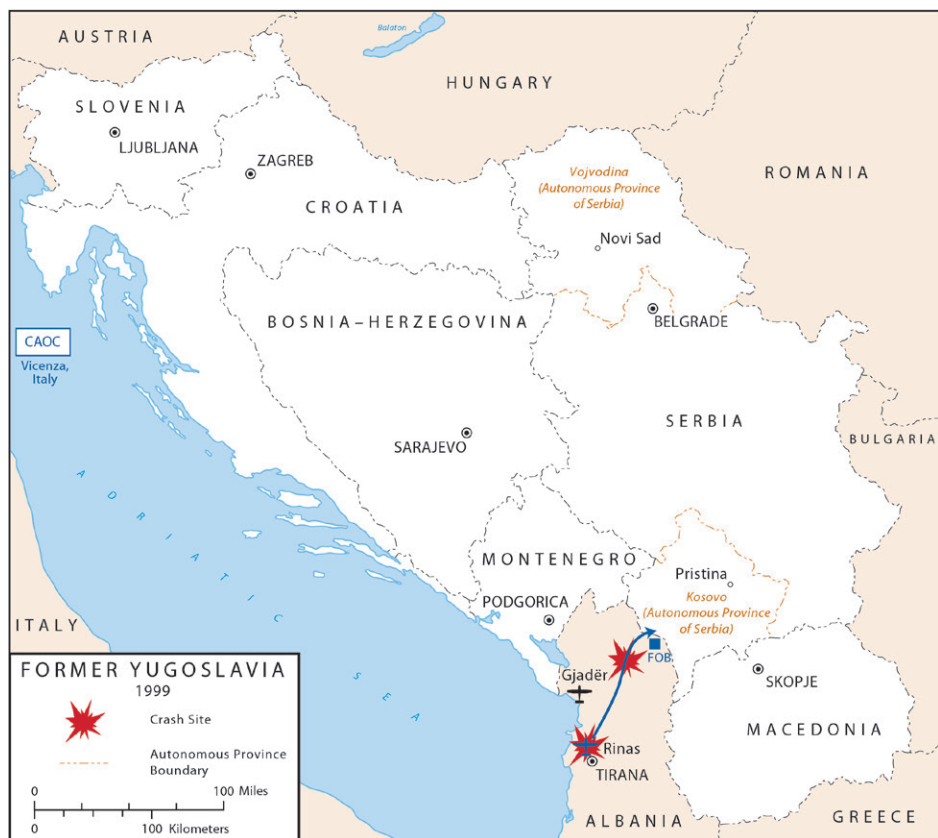 Balaton
AUSTRIA
HUNGARY
SLOVENIA
LJUBLJANA
ZAGREB
ROMANIA
Vojvodina
(Autonomous Province
of Serbia)
CROATIA
Novi Sad
BOSNIA–HERZEGOVINA
BELGRADE
CAOC
Vicenza,
Italy
SERBIA
SARAJEVO
BULGARIA
ADRIATIC SEA
MONTENEGRO
Pristina
Kosovo
(Autonomous Province
of Serbia)
PODGORICA
ITALY
FOB
Gjadër
SKOPJE
MACEDONIA
Rinas
TIRANA
ALBANIA
GREECE
FORMER YUGOSLAVIA
1999
Crash Site
Autonomous Province
Boundary
0 100 Miles
0 100 Kilometers